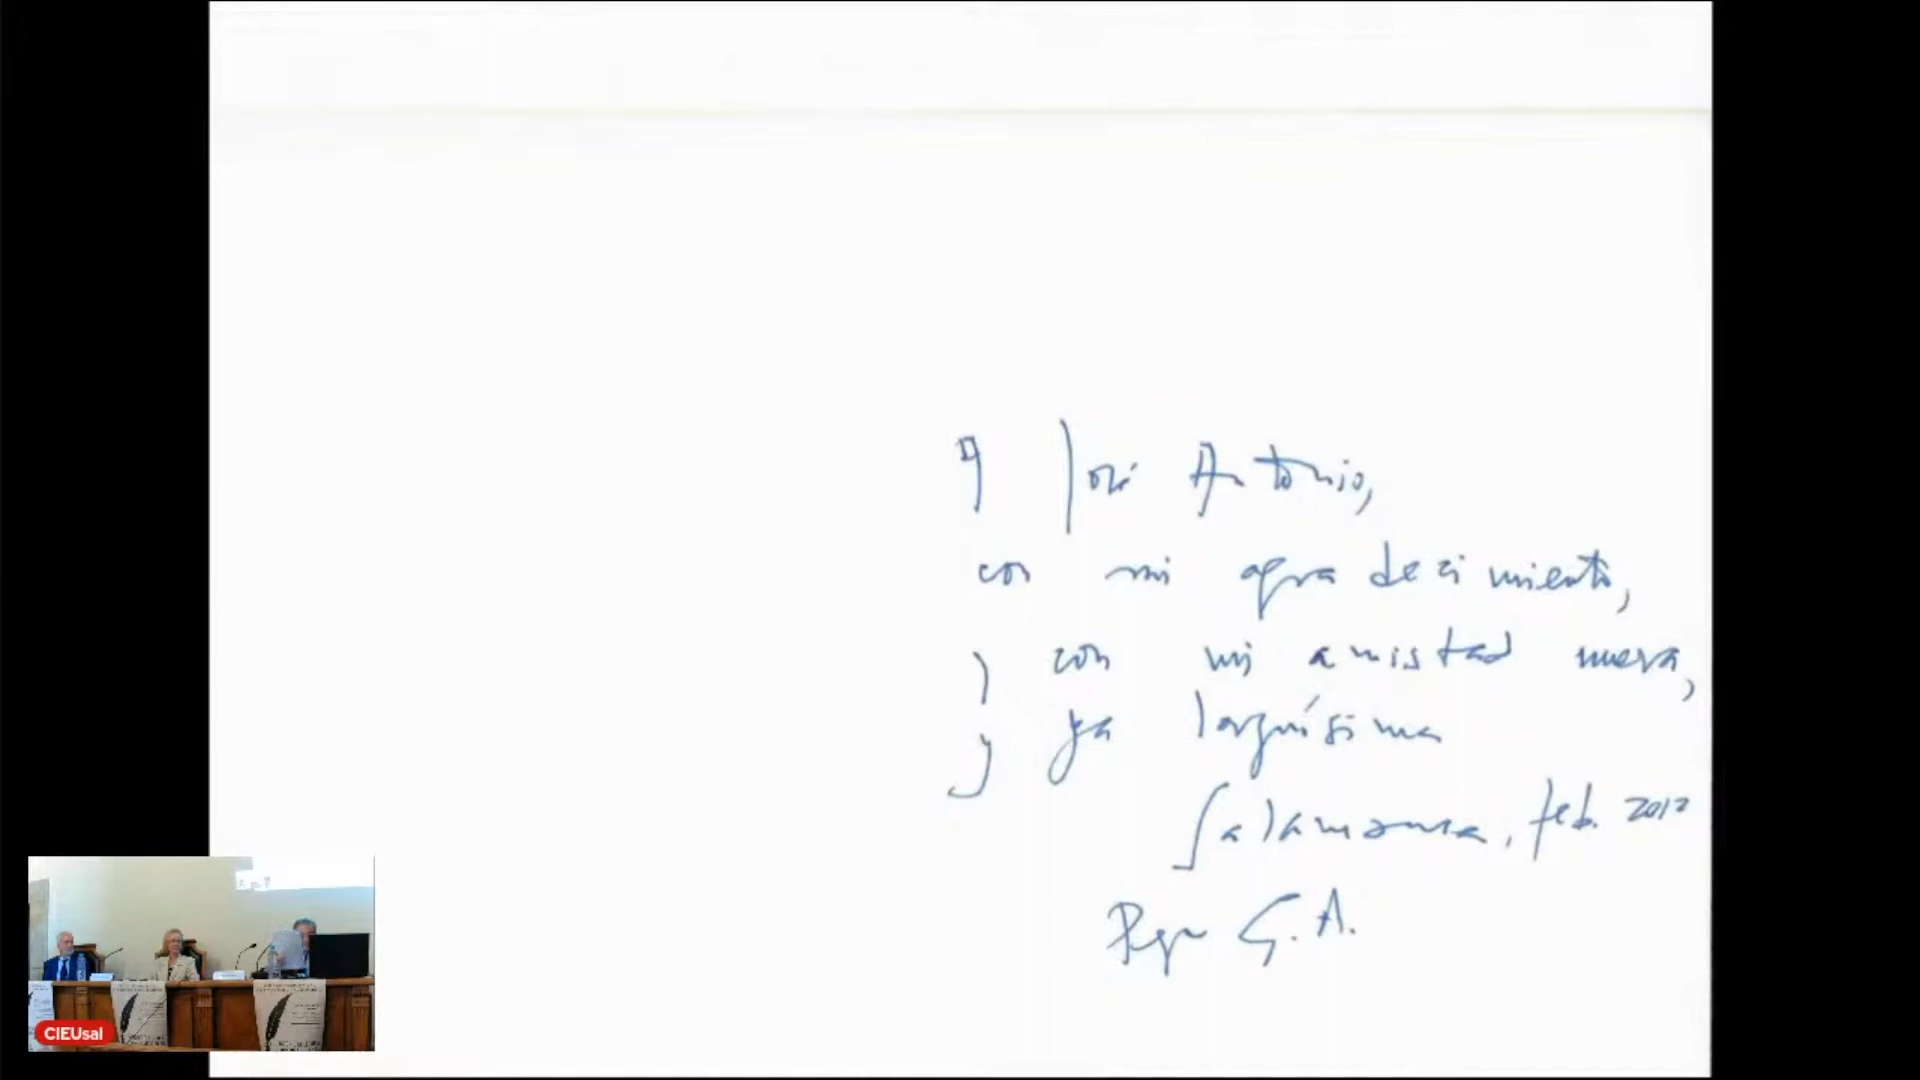 A José Antonio,
con mi agradecimiento,
y con mi amistad nueva,
y ya larguísima
Salamanca, feb. 2012
Pepe G. A.
CIEUsal